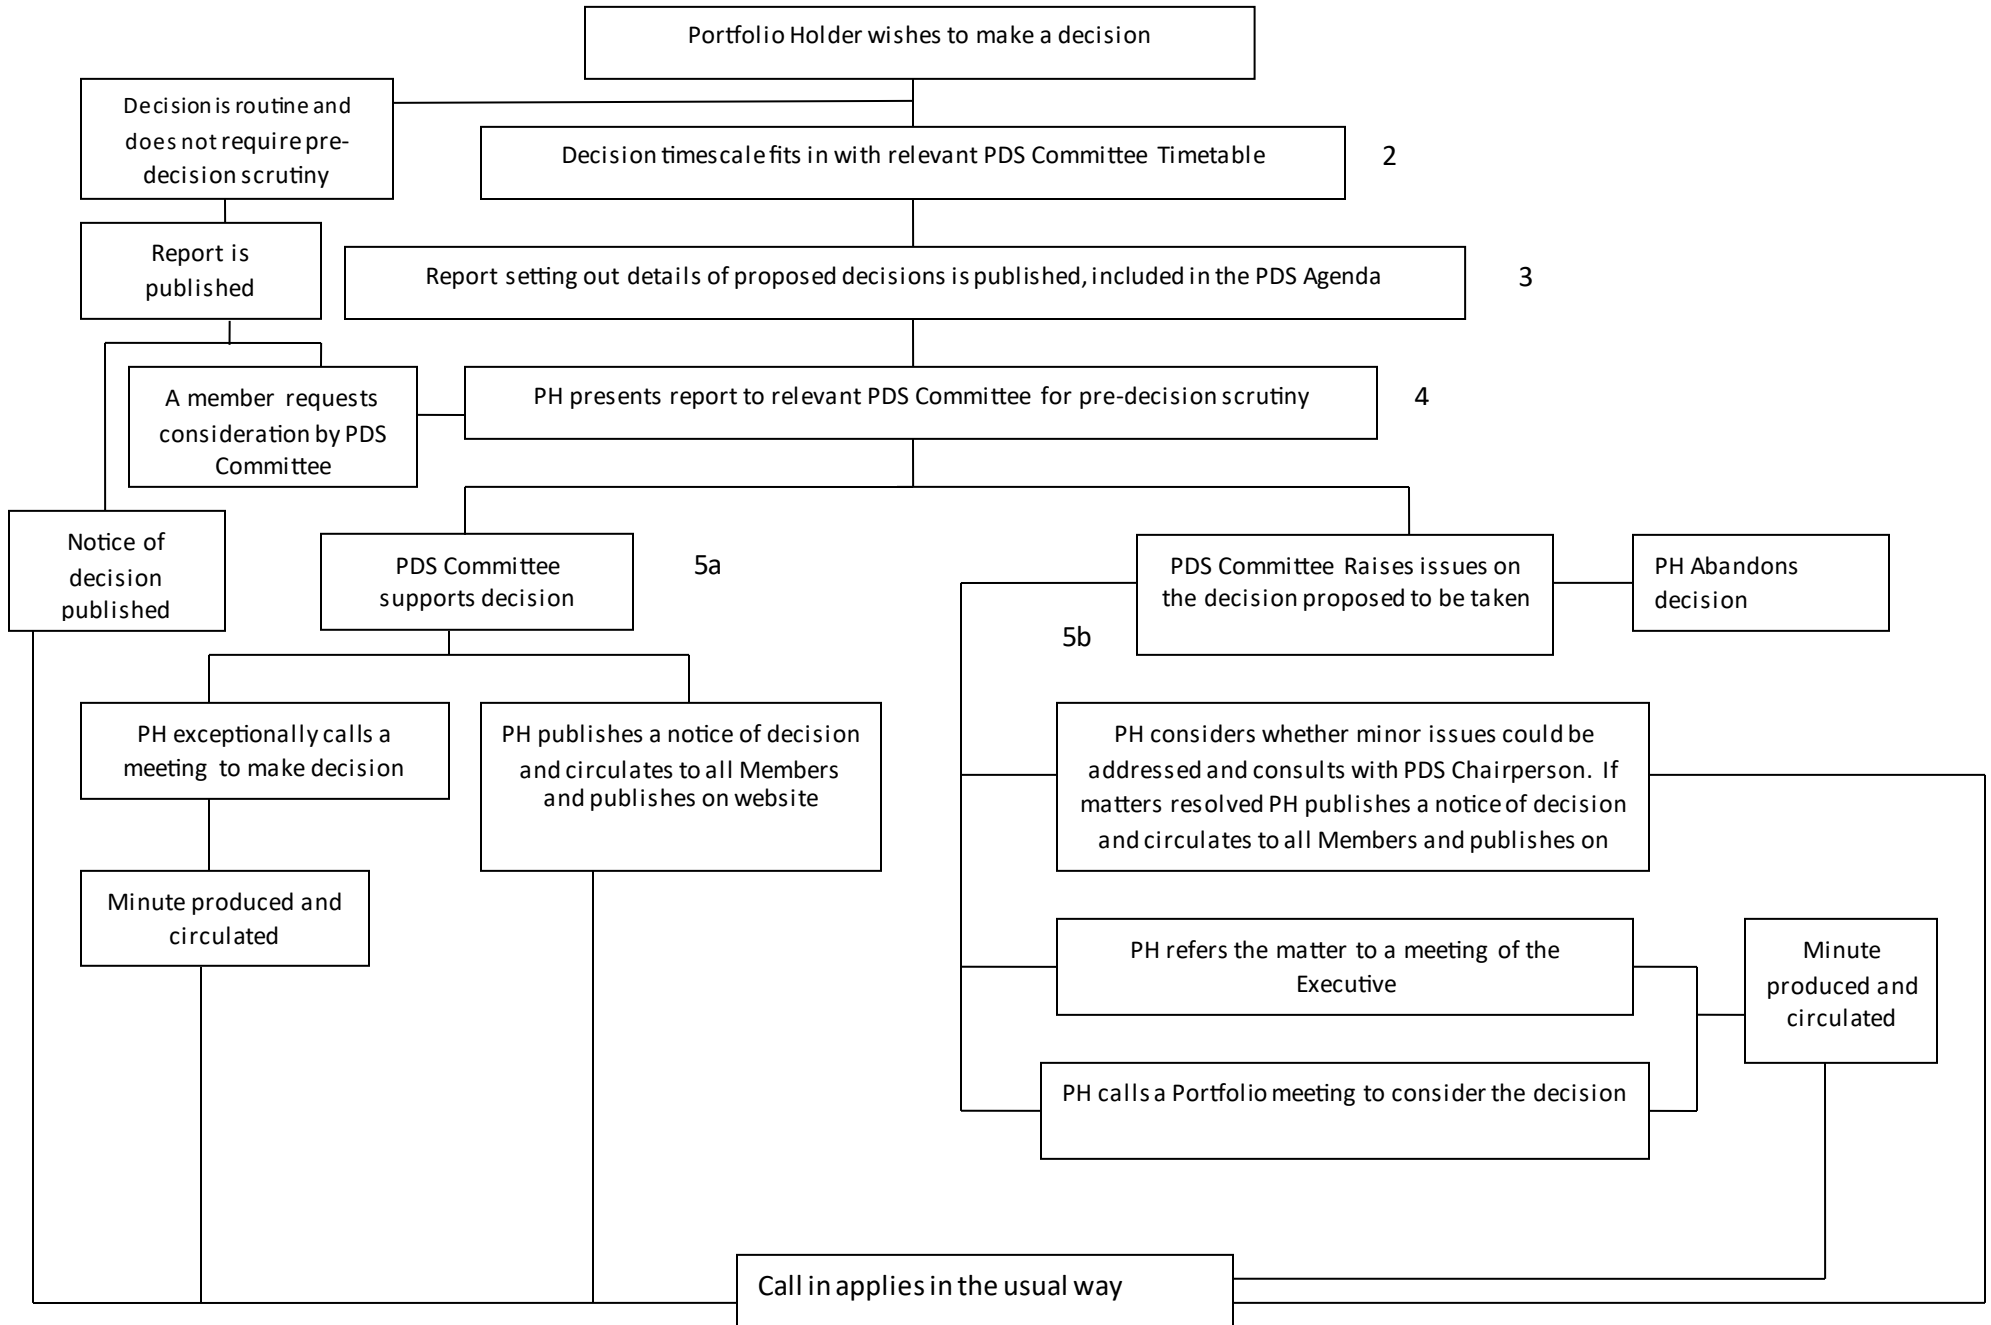 Portfolio Holder wishes to make a decision
Decision is routine and
does not require pre-
decision scrutiny
Decision timescale fits in with relevant PDS Committee Timetable
2
Report is
published
Report setting out details of proposed decisions is published, included in the PDS Agenda
3
A member requests
consideration by PDS
Committee
PH presents report to relevant PDS Committee for pre-decision scrutiny
4
Notice of
decision
published
PDS Committee
supports decision
5a
PDS Committee Raises issues on
the decision proposed to be taken
PH Abandons
decision
5b
PH exceptionally calls a
meeting to make decision
PH publishes a notice of decision
and circulates to all Members
and publishes on website
PH considers whether minor issues could be
addressed and consults with PDS Chairperson. If
matters resolved PH publishes a notice of decision
and circulates to all Members and publishes on
Minute produced and
circulated
PH refers the matter to a meeting of the
Executive
Minute
produced and
circulated
PH calls a Portfolio meeting to consider the decision
Call in applies in the usual way